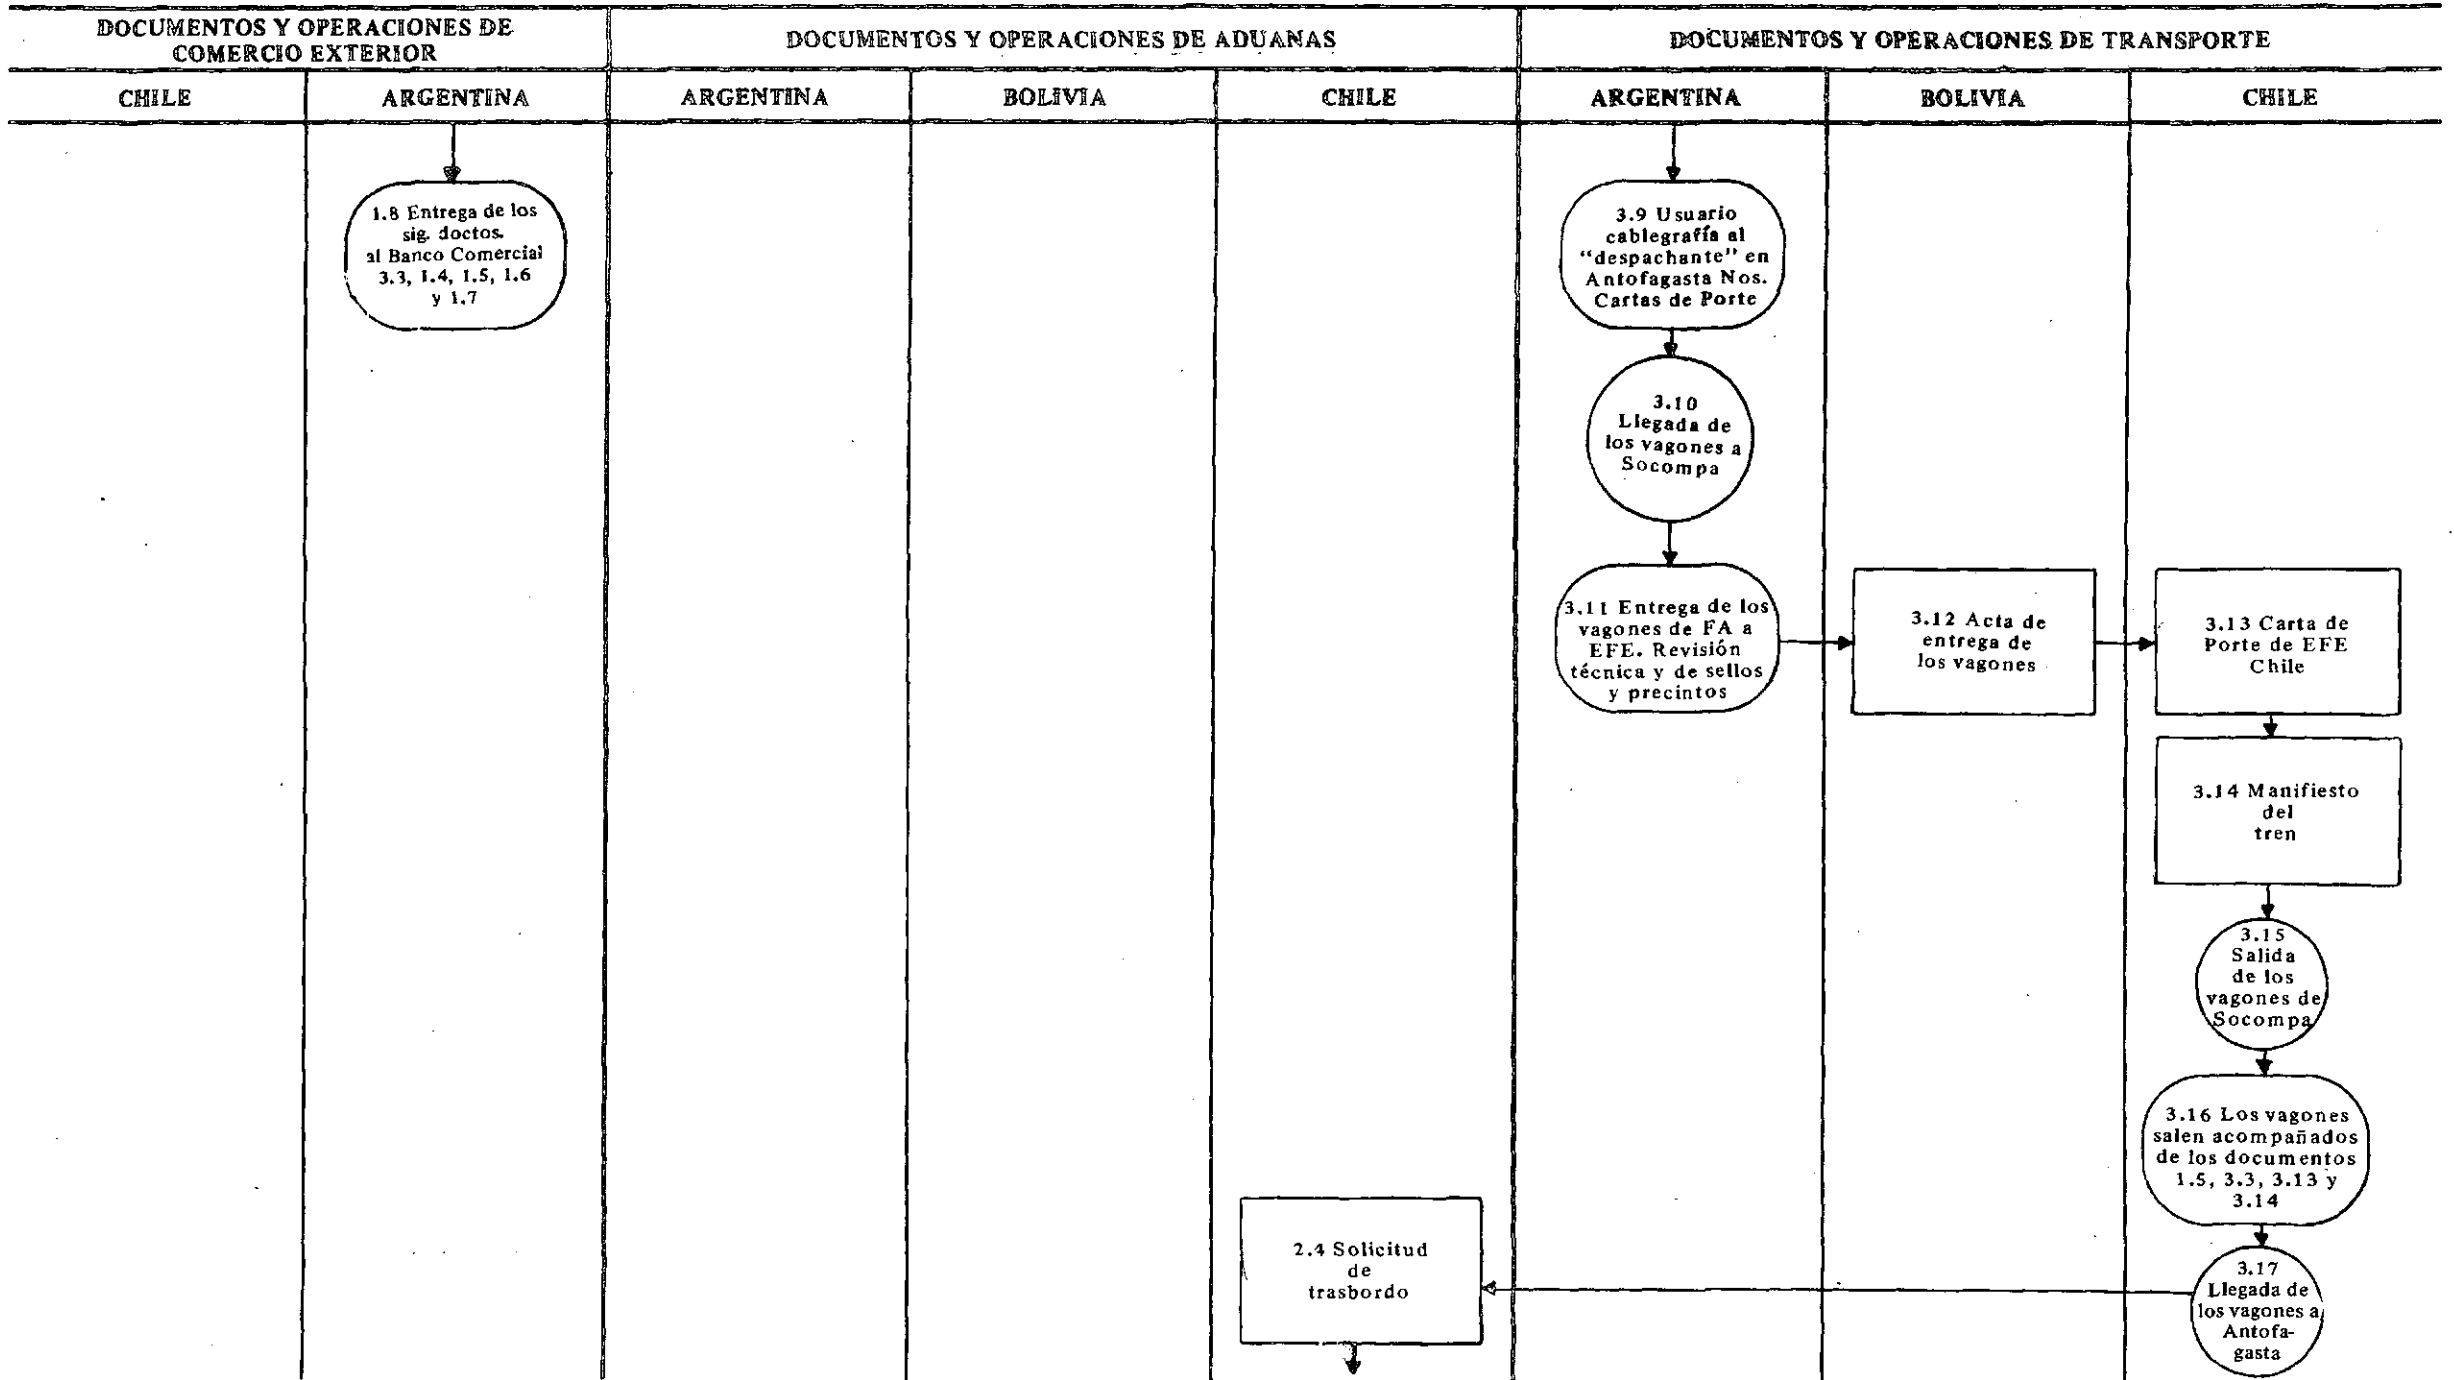 DOCUMENTOS Y OPERACIONES DE
COMERCIO EXTERIOR
DOCUMENTOS Y OPERACIONES DE ADUANAS
DOCUMENTOS Y OPERACIONES DE TRANSPORTE
CHILE
ARGENTINA
ARGENTINA
BOLIVIA
CHILE
ARGENTINA
BOLIVIA
CHILE
1.8 Entrega de los
sig. doctos.
al Banco Comercial
3.3, 1.4, 1.5, 1.6
y 1.7
3.9 Usuario
cablegrafía al
“despachante” en
Antofagasta Nos.
Cartas de Porte
3.10
Llegada de
los vagones a
Socompa
3.11 Entrega de los
vagones de FA a
EFE. Revisión
técnica y de sellos
y precintos
3.12 Acta de
entrega de
los vagones
3.13 Carta de
Porte de EFE
Chile
3.14 Manifiesto
del
tren
3.15
Salida
de los
vagones de
Socompa
3.16 Los vagones
salen acompañados
de los documentos
1.5, 3.3, 3.13 y
3.14
2.4 Solicitud
de
trasbordo
3.17
Llegada de
los vagones a
Antofa-
gasta